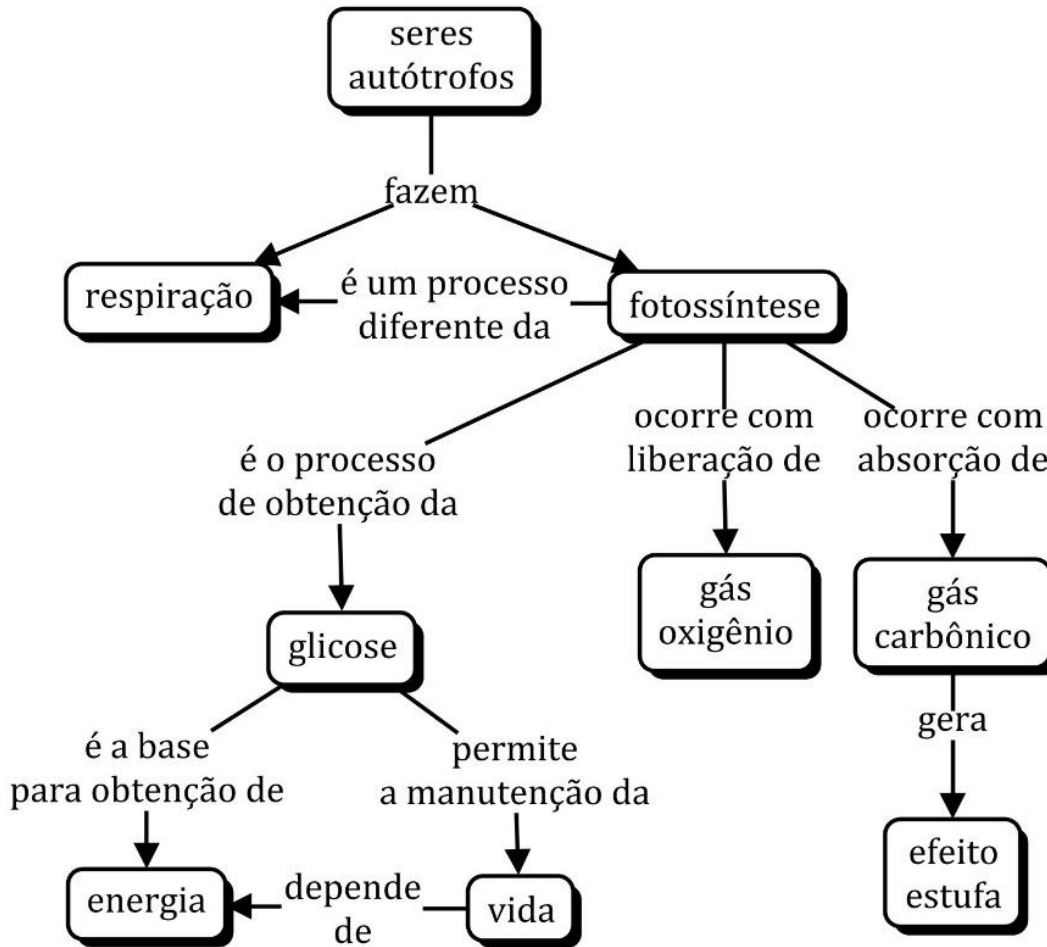 seres
autótrofos
fazem
respiração
é um processo
diferente da
fotossíntese
é o processo
de obtenção da
ocorre com
liberação de
ocorre com
absorção de
glicose
gás
oxigênio
gás
carbônico
é a base
para obtenção de
permite
a manutenção da
gera
energia
depende
de
vida
efeito
estufa